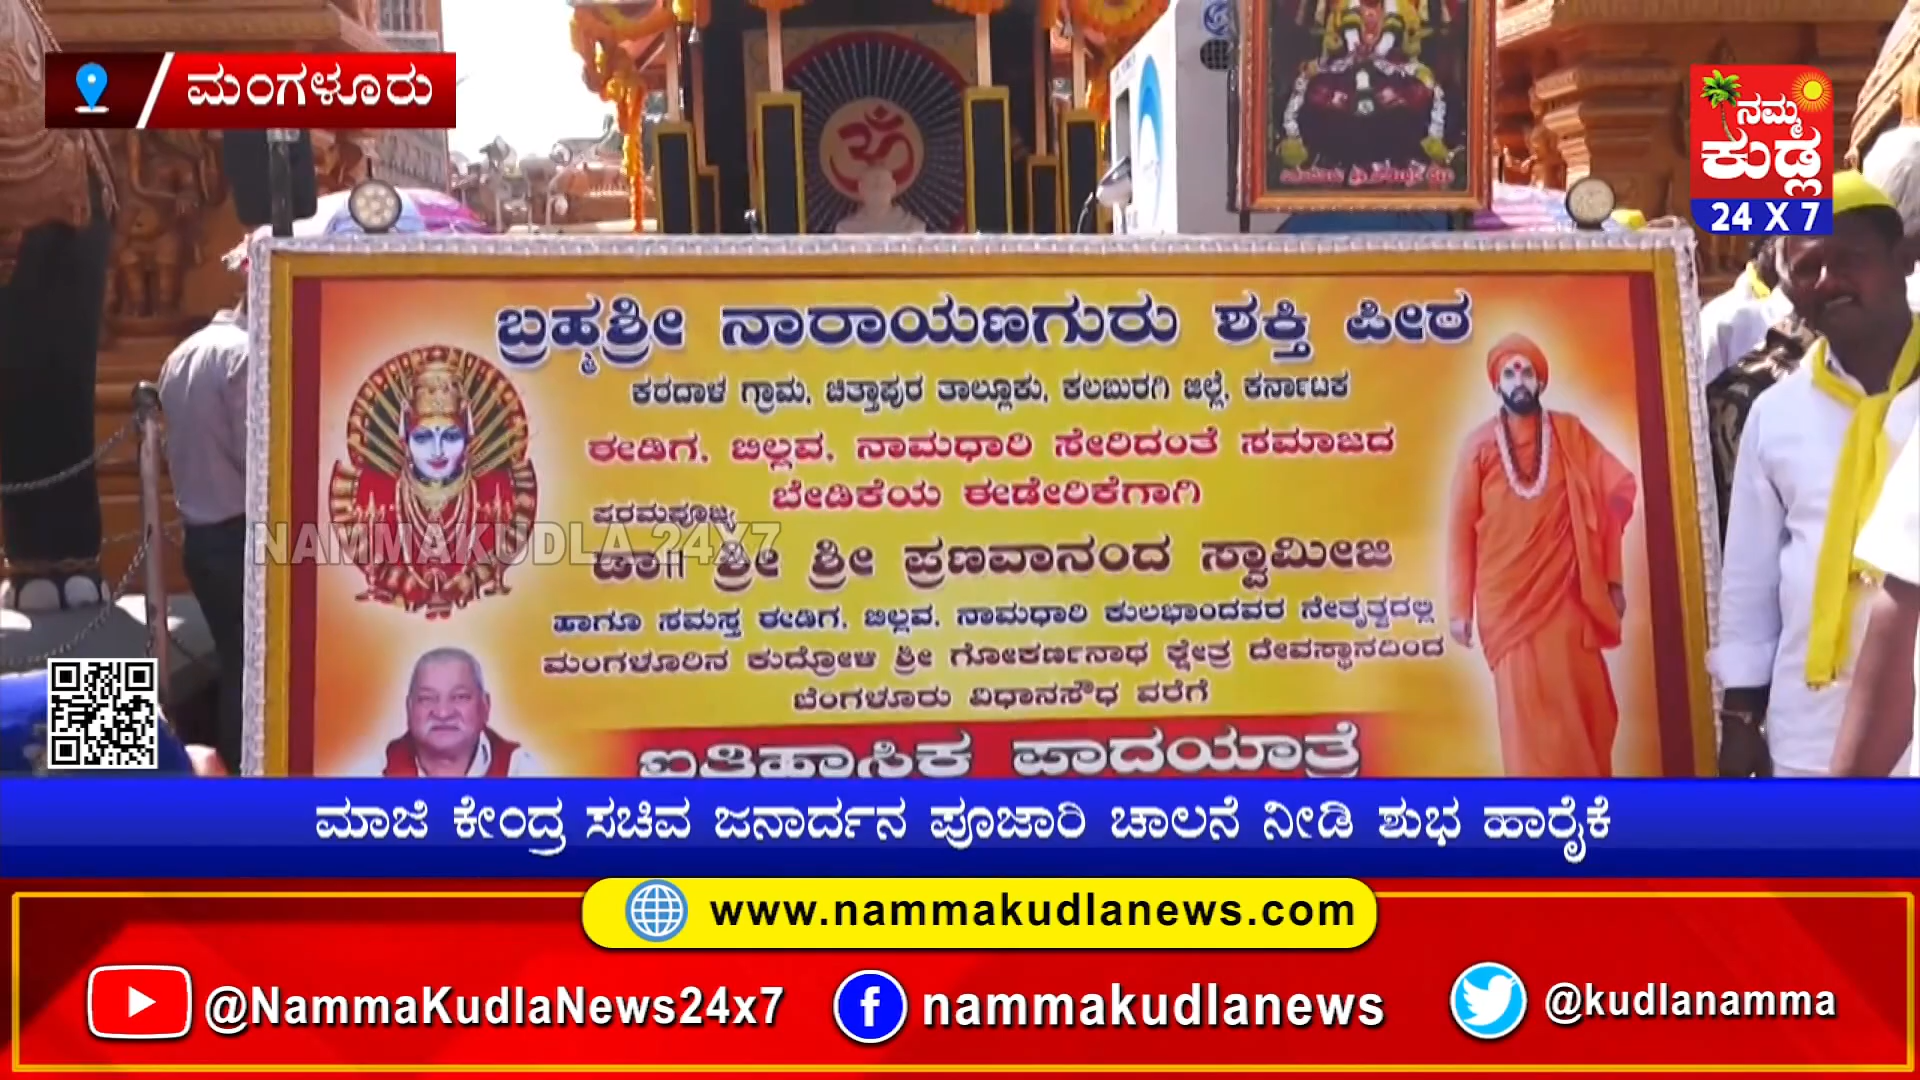 ಮಂಗಳೂರು
ನಮ್ಮ
ಕುಡ್ಲ
24 X 7
ಬ್ರಹ್ಮಶ್ರೀ ನಾರಾಯಣಗುರು ಶಕ್ತಿ ಪೀಠ
ಕರದಾಳ ಗ್ರಾಮ, ಚಿತ್ತಾಪುರ ತಾಲ್ಲೂಕು, ಕಲಬುರಗಿ ಜಿಲ್ಲೆ, ಕರ್ನಾಟಕ
ಈಡಿಗ, ಬಿಲ್ಲವ, ನಾಮಧಾರಿ ಸೇರಿದಂತೆ ಸಮಾಜದ
ಬೇಡಿಕೆಯ ಈಡೇರಿಕೆಗಾಗಿ
ಪರಮಪೂಜ್ಯ
NAMMAKUDLA 24X7
ಡಾ|| ಶ್ರೀ ಶ್ರೀ ಪ್ರಣವಾನಂದ ಸ್ವಾಮೀಜಿ
ಹಾಗೂ ಸಮಸ್ತ ಈಡಿಗ, ಬಿಲ್ಲವ, ನಾಮಧಾರಿ ಕುಲಭಾಂದವರ ನೇತೃತ್ವದಲ್ಲಿ
ಮಂಗಳೂರಿನ ಕುದ್ರೋಳಿ ಶ್ರೀ ಗೋಕರ್ಣನಾಥ ಕ್ಷೇತ್ರ ದೇವಸ್ಥಾನದಿಂದ
ಬೆಂಗಳೂರು ವಿಧಾನಸೌಧ ವರೆಗೆ
ಐತಿಹಾಸಿಕ ಪಾದಯಾತ್ರೆ
ಮಾಜಿ ಕೇಂದ್ರ ಸಚಿವ ಜನಾರ್ದನ ಪೂಜಾರಿ ಚಾಲನೆ ನೀಡಿ ಶುಭ ಹಾರೈಕೆ
www.nammakudlanews.com
@NammaKudlaNews24x7 nammakudlanews @kudlanamma